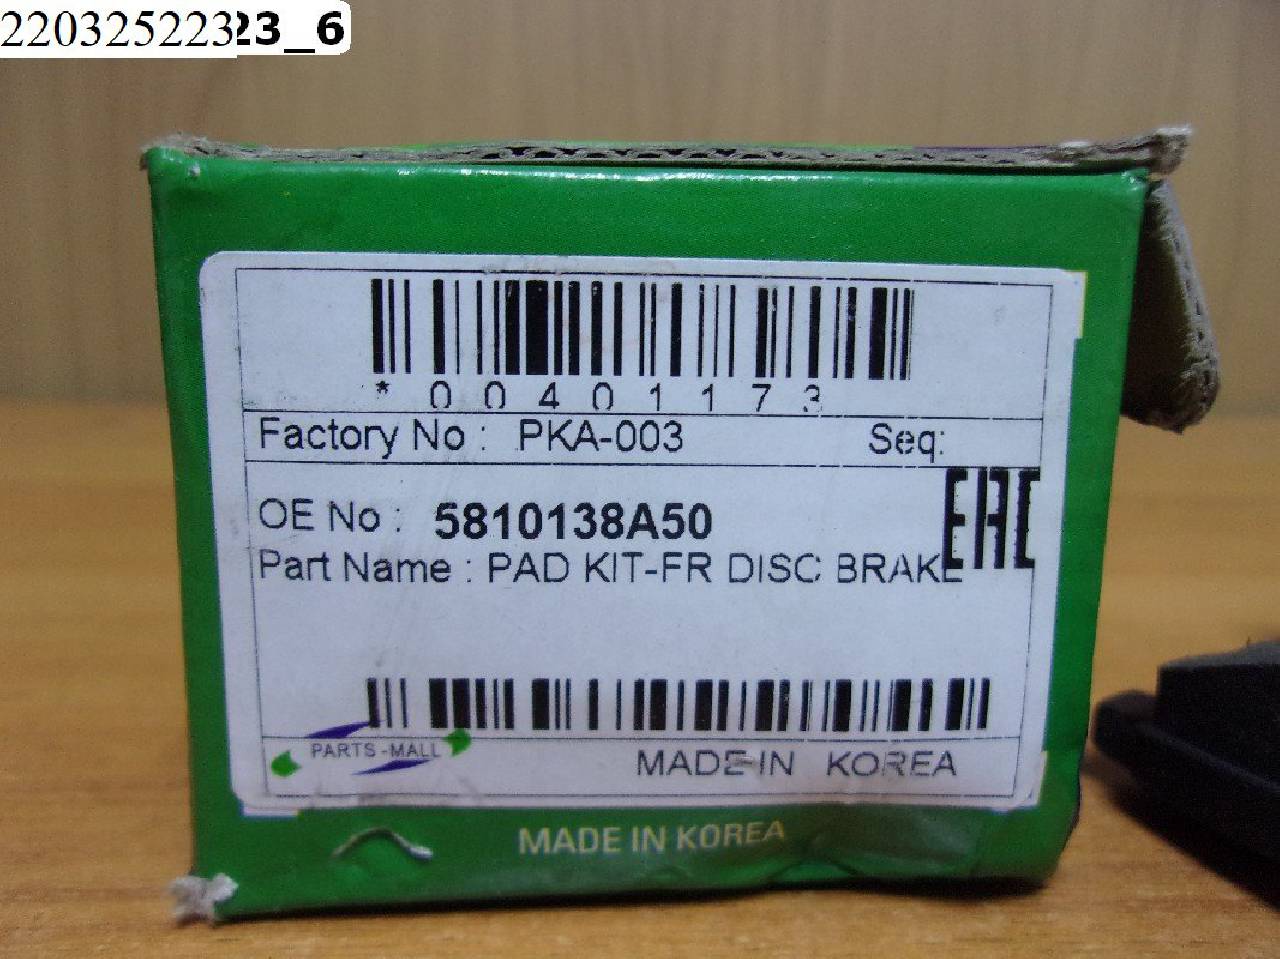 22032522323_6
*00401173
Factory No : PKA-003 Seq:
OE No : 5810138A50
EAC
Part Name : PAD KIT-FR DISC BRAKE
PARTS-MALL
MADE IN KOREA
MADE IN KOREA